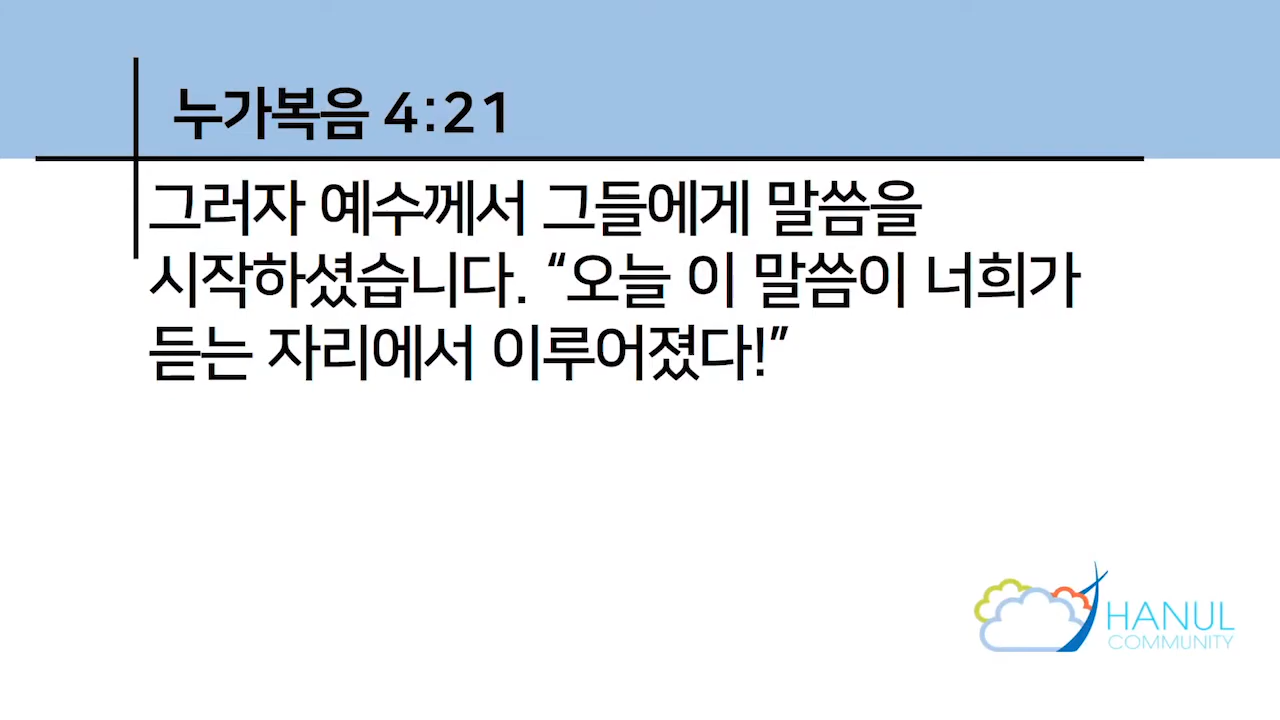 누가복음 4:21
그러자 예수께서 그들에게 말씀을
시작하셨습니다. “오늘 이 말씀이 너희가
듣는 자리에서 이루어졌다!”
HANUL
COMMUNITY